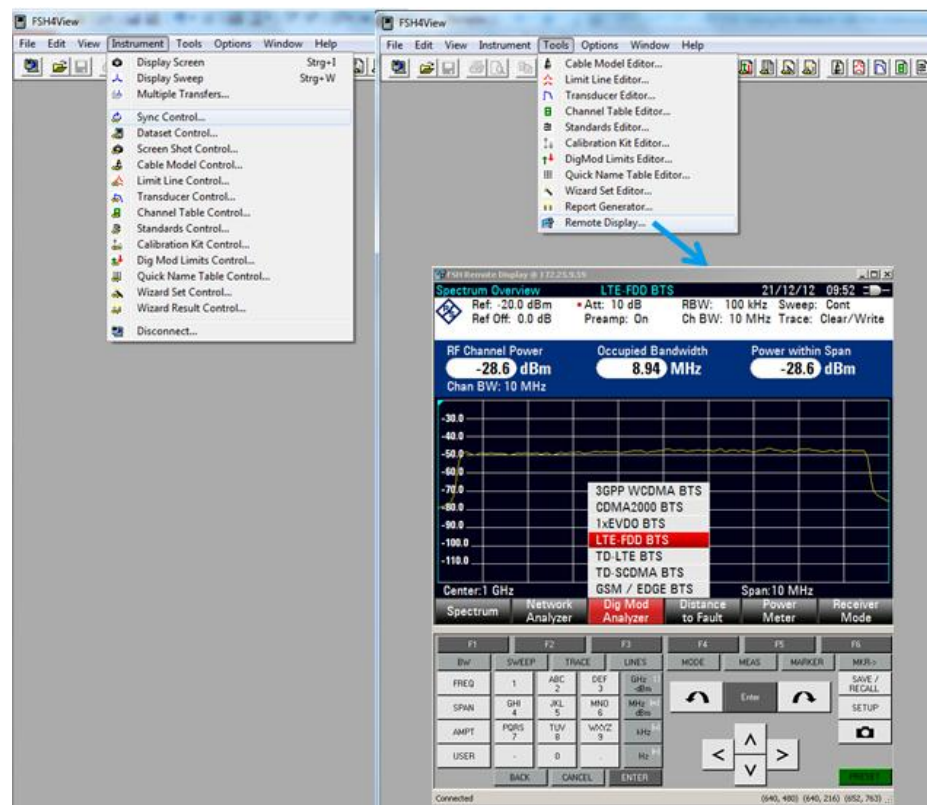 FSH4View
File Edit View Instrument Tools Options Window Help
Display Screen Strg+I
Display Sweep Strg+W
Multiple Transfers...
Sync Control...
Dataset Control...
Screen Shot Control...
Cable Model Control...
Limit Line Control...
Transducer Control...
Channel Table Control...
Standards Control...
Calibration Kit Control...
Dig Mod Limits Control...
Quick Name Table Control...
Wizard Set Control...
Wizard Result Control...
Disconnect...
FSH4View
File Edit View Instrument Tools Options Window Help
Cable Model Editor...
Limit Line Editor...
Transducer Editor...
Channel Table Editor...
Standards Editor...
Calibration Kit Editor...
DigMod Limits Editor...
Quick Name Table Editor...
Wizard Set Editor...
Report Generator...
Remote Display...
FSH Remote Display @ 172.25.9.59
Spectrum Overview LTE-FDD BTS 21/12/12 09:52
Ref: -20.0 dBm Att: 10 dB RBW: 100 kHz Sweep: Cont
Ref Off: 0.0 dB Preamp: On Ch BW: 10 MHz Trace: Clear/Write
RF Channel Power Occupied Bandwidth Power within Span
-28.6 dBm 8.94 MHz -28.6 dBm
Chan BW: 10 MHz
-30.0
-40.0
-50.0
-60.0
-70.0
-80.0
-90.0
-100.0
-110.0
3GPP WCDMA BTS
CDMA2000 BTS
1xEVDO BTS
LTE-FDD BTS
TD-LTE BTS
TD-SCDMA BTS
GSM / EDGE BTS
Center:1 GHz Span:10 MHz
Spectrum Network Analyzer Dig Mod Analyzer Distance to Fault Power Meter Receiver Mode
F1 F2 F3 F4 F5 F6
BW SWEEP TRACE LINES MODE MEAS MARKER MKR->
FREQ 1 ABC 2 DEF 3 GHz -dBm SAVE / RECALL
SPAN GHI 4 JKL 5 MNO 6 MHz dBm Enter SETUP
AMPT PQRS 7 TUV 8 WXYZ 9 kHz
USER . 0 - Hz
BACK CANCEL ENTER PRESET
Connected (640, 480) (640, 216) (652, 763)